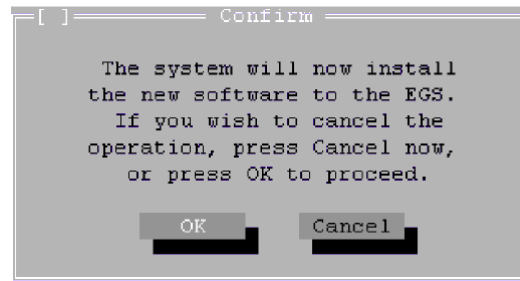 [ ] Confirm
The system will now install
the new software to the EGS.
If you wish to cancel the
operation, press Cancel now,
or press OK to proceed.
OK Cancel